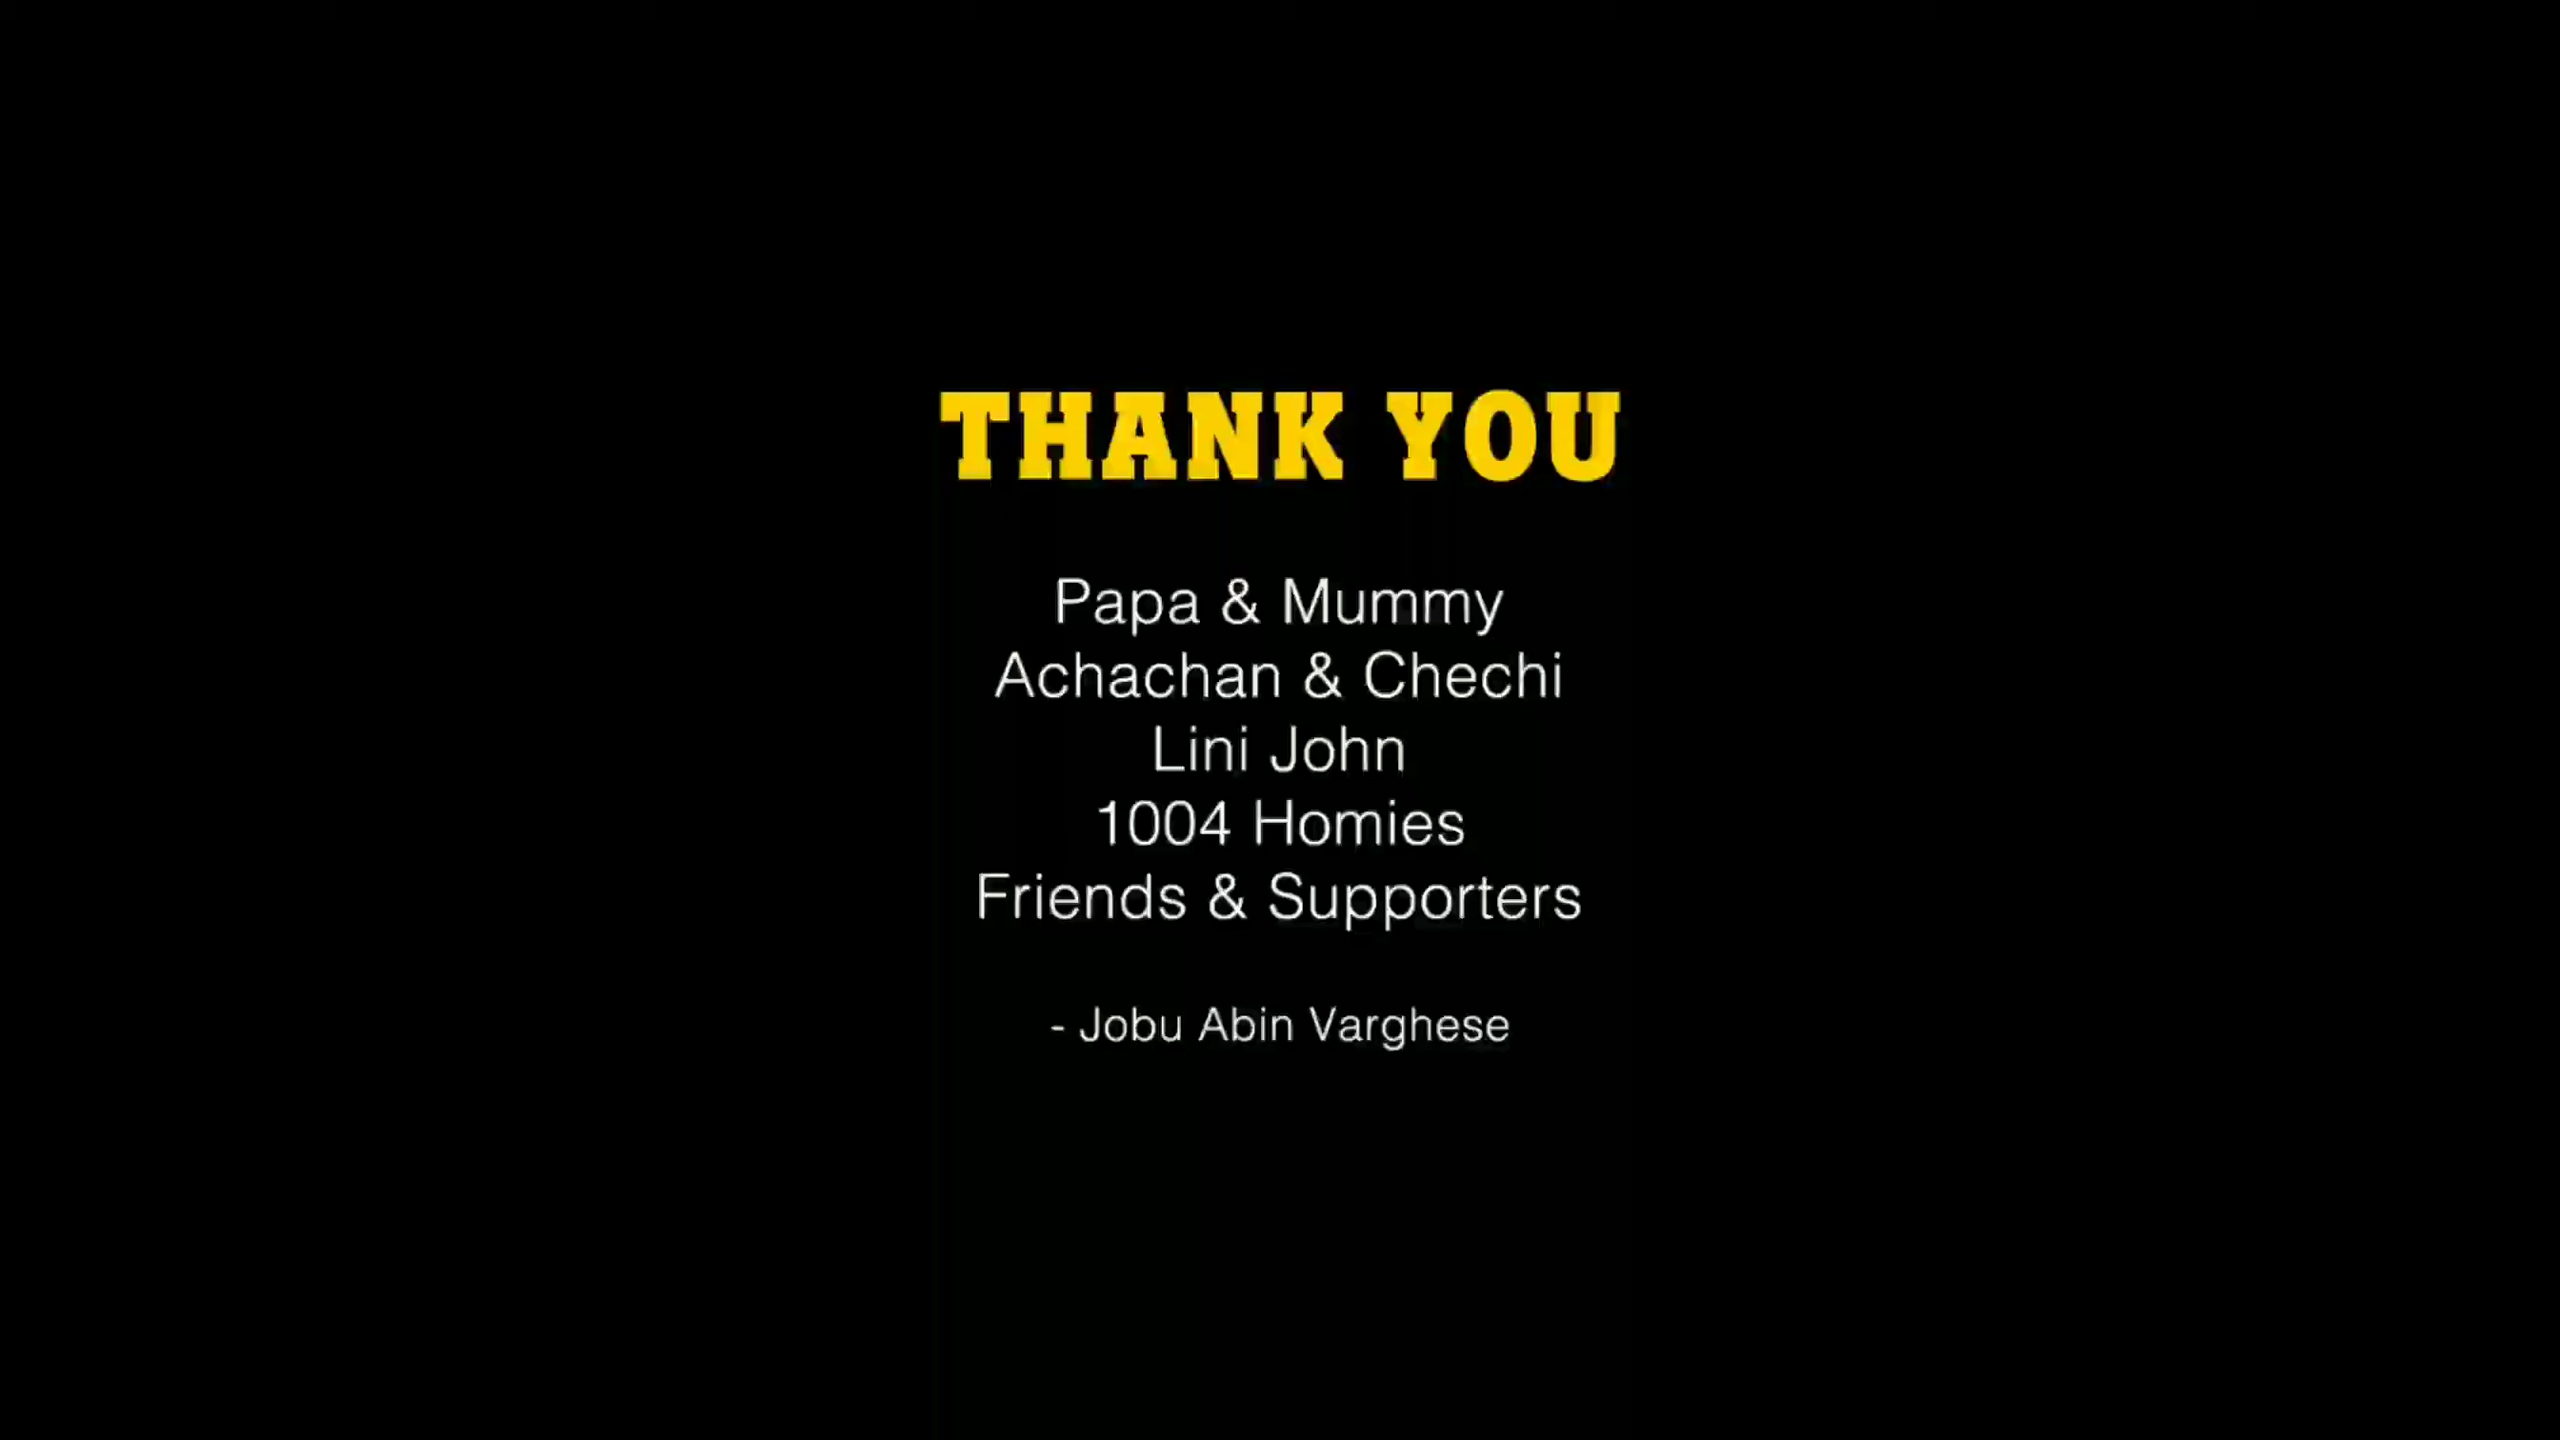 THANK YOU
Papa & Mummy
Achachan & Chechi
Lini John
1004 Homies
Friends & Supporters
- Jobu Abin Varghese